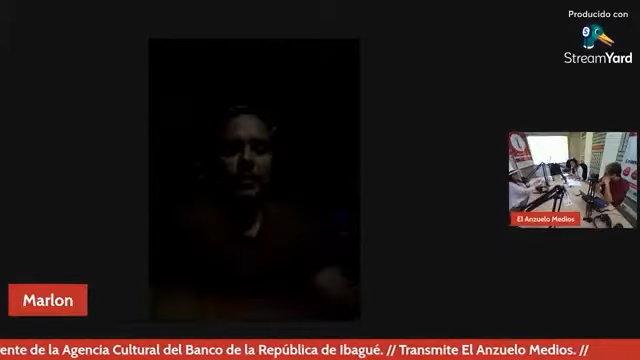 Producido con
StreamYard
El Anzuelo Medios
Marlon
ente de la Agencia Cultural del Banco de la República de Ibagué. // Transmite El Anzuelo Medios. //